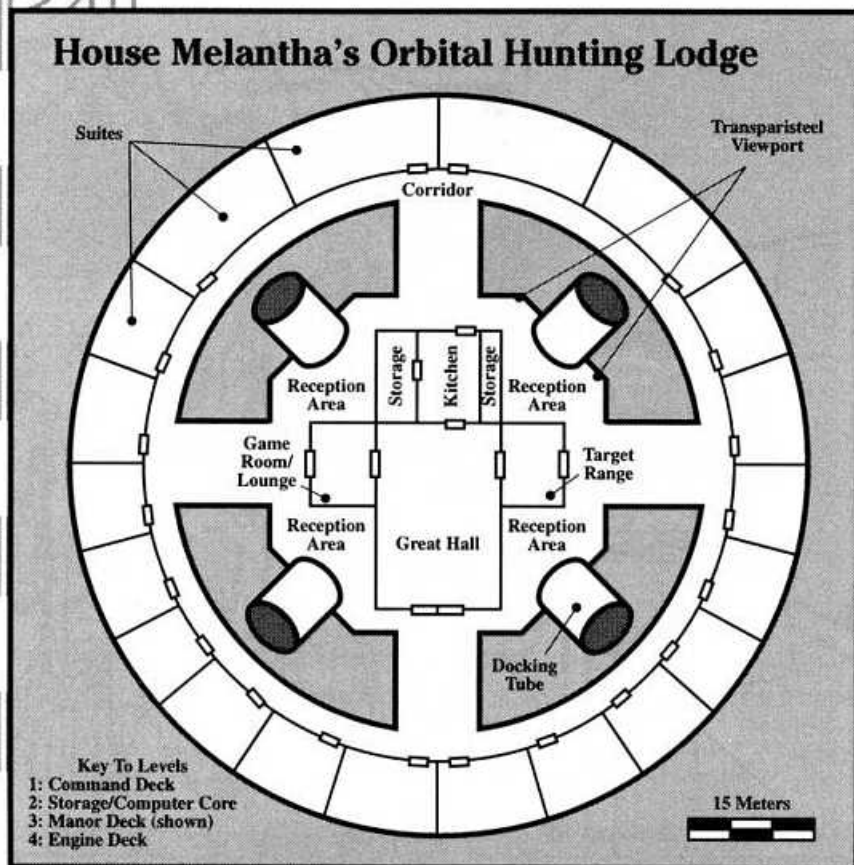 House Melantha's Orbital Hunting Lodge
Suites
Transparisteel
Viewport
Corridor
Storage
Kitchen
Storage
Reception
Area
Reception
Area
Game
Room/
Lounge
Target
Range
Reception
Area
Great Hall
Reception
Area
Docking
Tube
Key To Levels
1: Command Deck
2: Storage/Computer Core
3: Manor Deck (shown)
4: Engine Deck
15 Meters